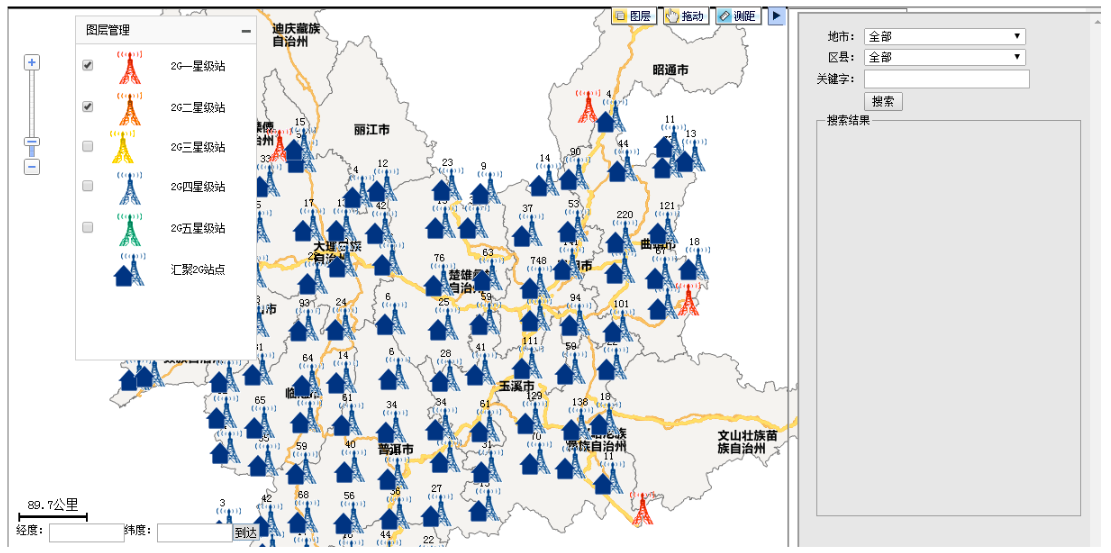 图层
拖动
测距
图层管理
2G一星级站
2G二星级站
2G三星级站
2G四星级站
2G五星级站
汇聚2G站点
迪庆藏族
自治州
昭通市
丽江市
4
15
11
13
44
90
14
9
23
12
4
33
17
42
37
53
220
121
18
曲靖市
76
63
748
楚雄彝族
自治州
大理白族
自治州
93
24
6
25
59
94
101
64
14
6
28
41
111
59
玉溪市
65
61
34
34
61
129
138
18
普洱市
59
40
70
11
彝族自治州
文山壮族苗
族自治州
3
42
68
56
36
27
44
22
89.7公里
经度:
纬度:
到达
地市:
全部
区县:
全部
关键字:
搜索
搜索结果